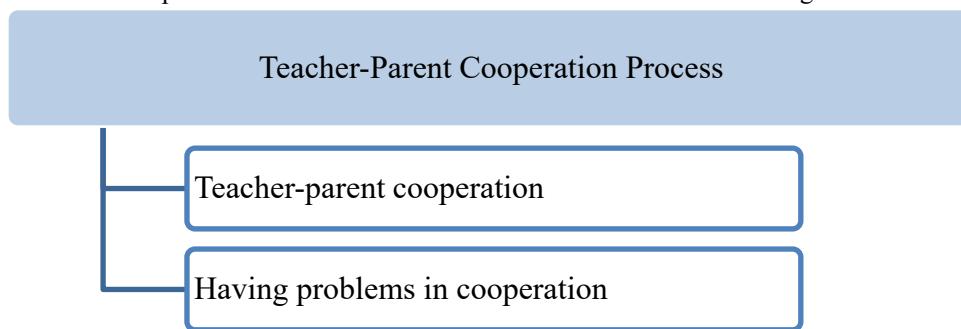 Teacher-Parent Cooperation Process
Teacher-parent cooperation
Having problems in cooperation